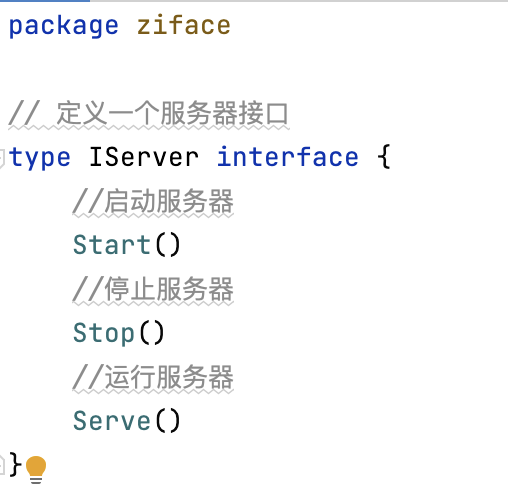 package ziface
// 定义一个服务器接口
type IServer interface {
//启动服务器
Start()
//停止服务器
Stop()
//运行服务器
Serve()
}